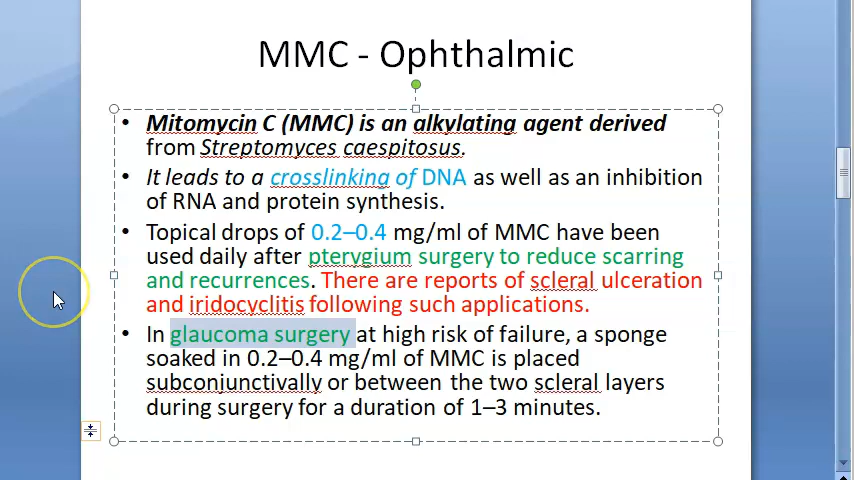 MMC - Ophthalmic
• Mitomycin C (MMC) is an alkylating agent derived
from Streptomyces caespitosus.
• It leads to a crosslinking of DNA as well as an inhibition
of RNA and protein synthesis.
• Topical drops of 0.2–0.4 mg/ml of MMC have been
used daily after pterygium surgery to reduce scarring
and recurrences. There are reports of scleral ulceration
and iridocyclitis following such applications.
• In glaucoma surgery at high risk of failure, a sponge
soaked in 0.2–0.4 mg/ml of MMC is placed
subconjunctivally or between the two scleral layers
during surgery for a duration of 1–3 minutes.